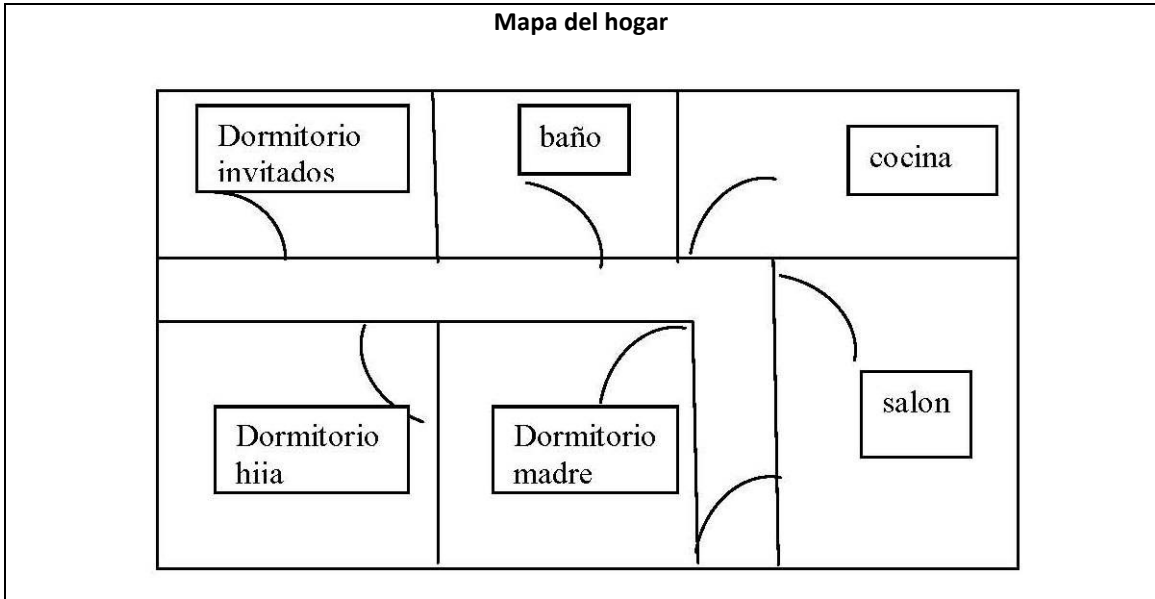 Mapa del hogar
Dormitorio
invitados
baño
cocina
salon
Dormitorio
hiia
Dormitorio
madre